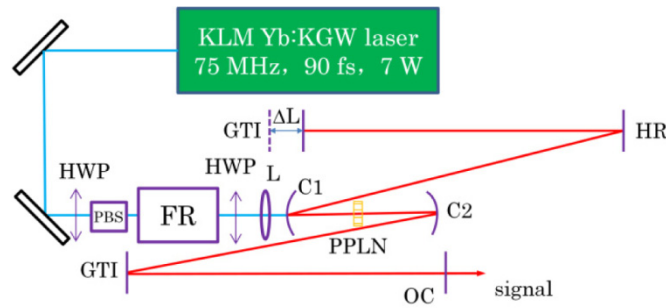 KLM Yb:KGW laser
75 MHz，90 fs，7 W
GTI
ΔL
HR
HWP
HWP
L
C1
PBS
FR
C2
PPLN
GTI
OC
signal